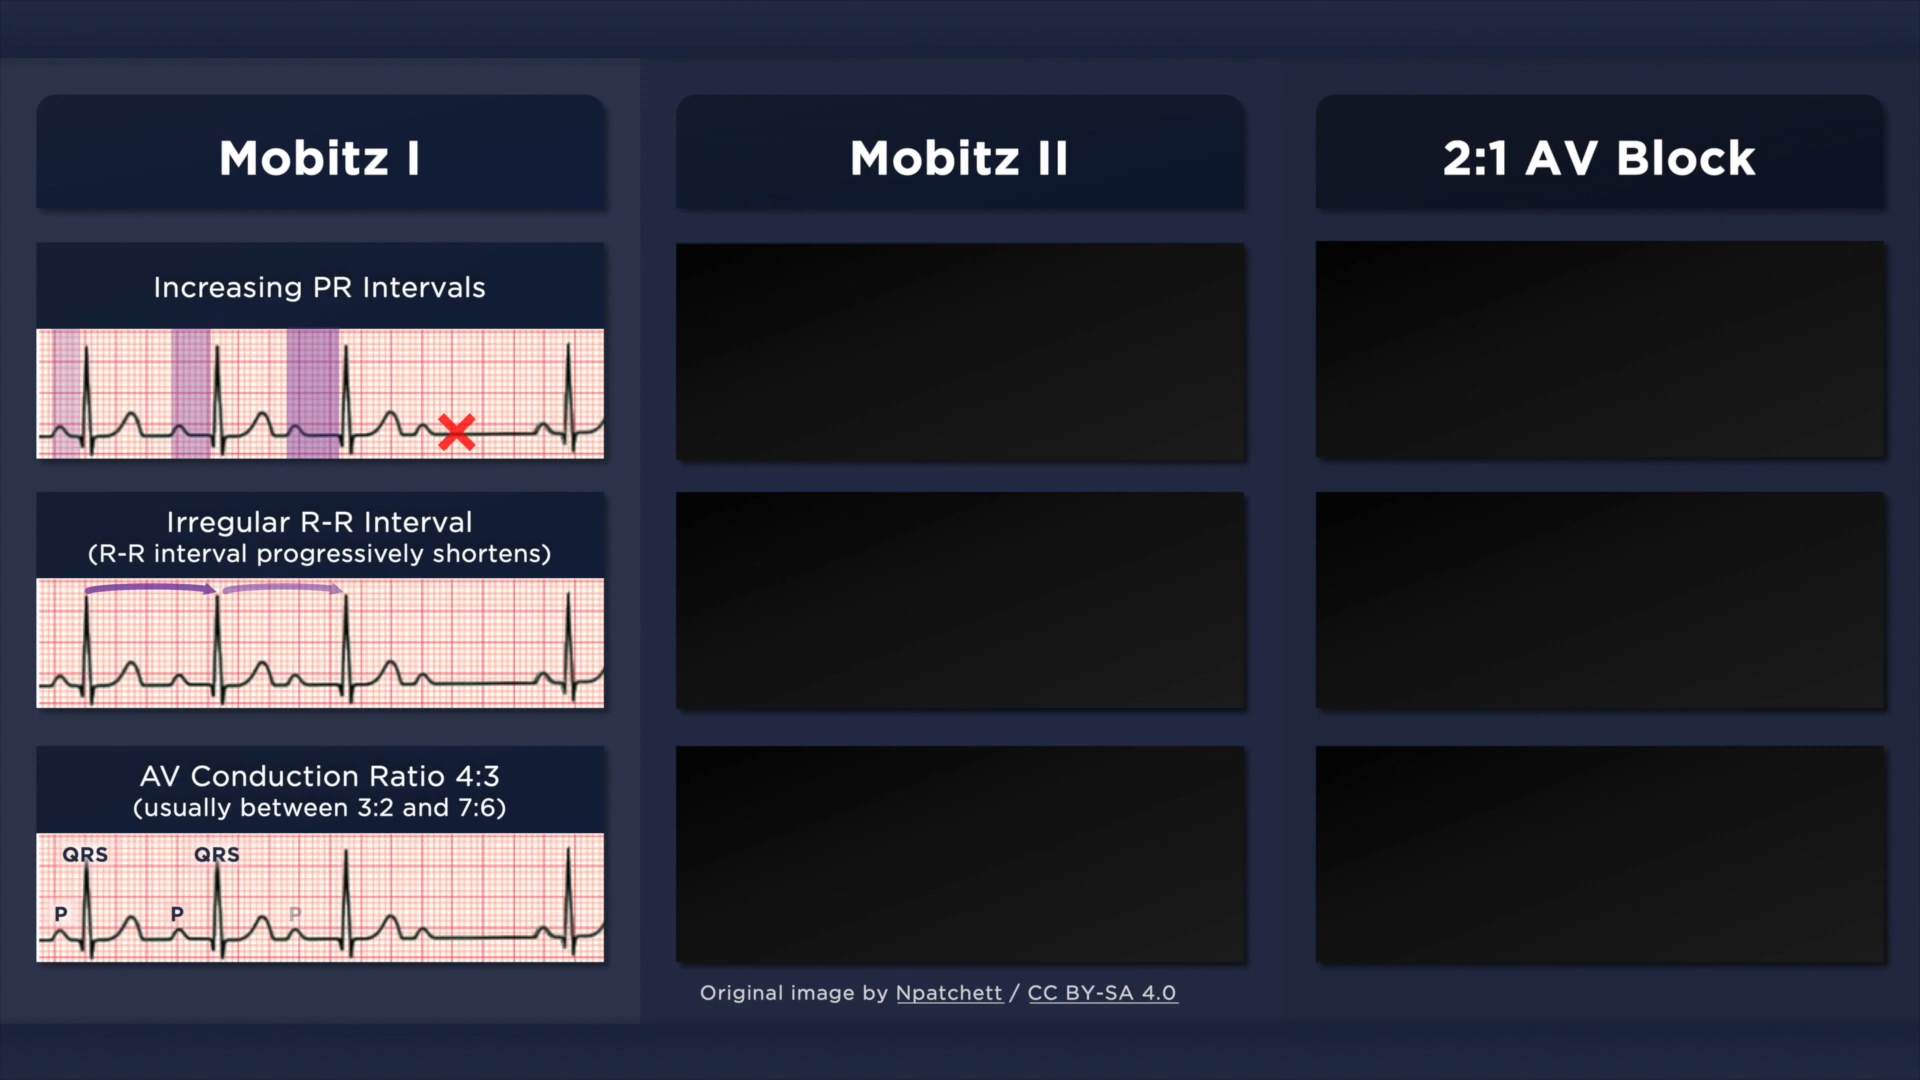 Mobitz I
Mobitz II
2:1 AV Block
Increasing PR Intervals
Irregular R-R Interval
(R-R interval progressively shortens)
AV Conduction Ratio 4:3
(usually between 3:2 and 7:6)
QRS QRS
P P P
Original image by Npatchett / CC BY-SA 4.0